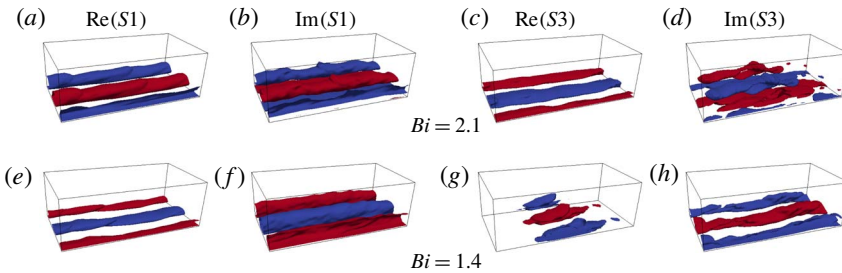 (a) Re(S1) (b) Im(S1) (c) Re(S3) (d) Im(S3)
Bi = 2.1
(e) (f) (g) (h)
Bi = 1.4